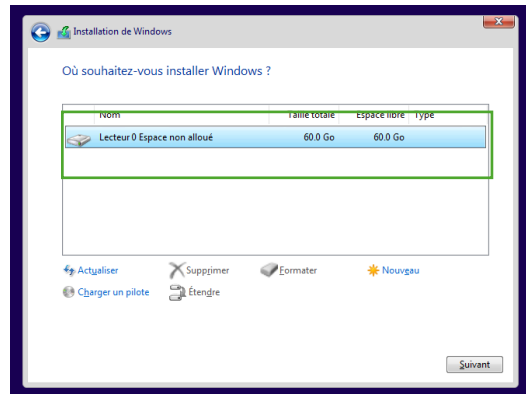 Installation de Windows
Où souhaitez-vous installer Windows ?
Nom Taille totale Espace libre Type
Lecteur 0 Espace non alloué 60.0 Go 60.0 Go
Actualiser Supprimer Formater Nouveau
Charger un pilote Étendre
Suivant